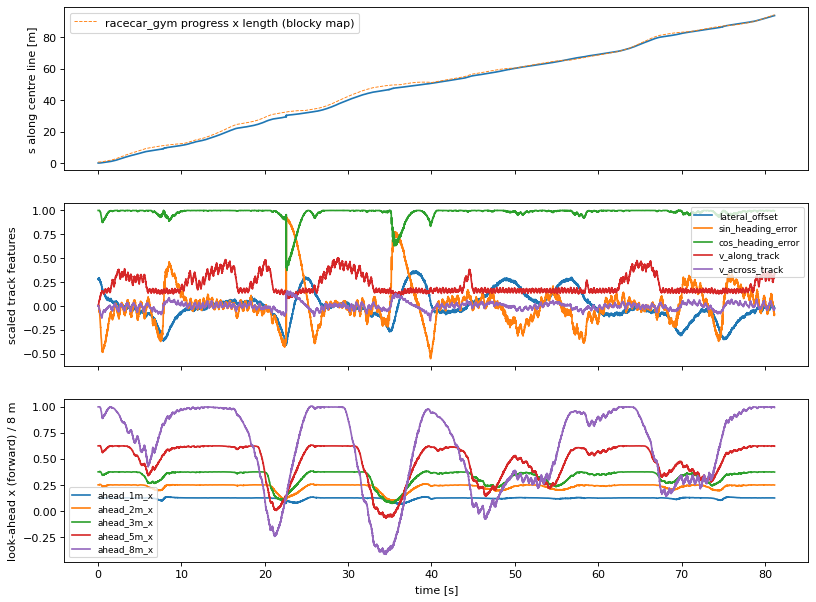 racecar_gym progress x length (blocky map)
s along centre line [m]
80
60
40
20
0
lateral_offset
sin_heading_error
cos_heading_error
v_along_track
v_across_track
scaled track features
1.00
0.75
0.50
0.25
0.00
−0.25
−0.50
look-ahead x (forward) / 8 m
1.00
0.75
0.50
0.25
0.00
−0.25
ahead_1m_x
ahead_2m_x
ahead_3m_x
ahead_5m_x
ahead_8m_x
0 10 20 30 40 50 60 70 80
time [s]